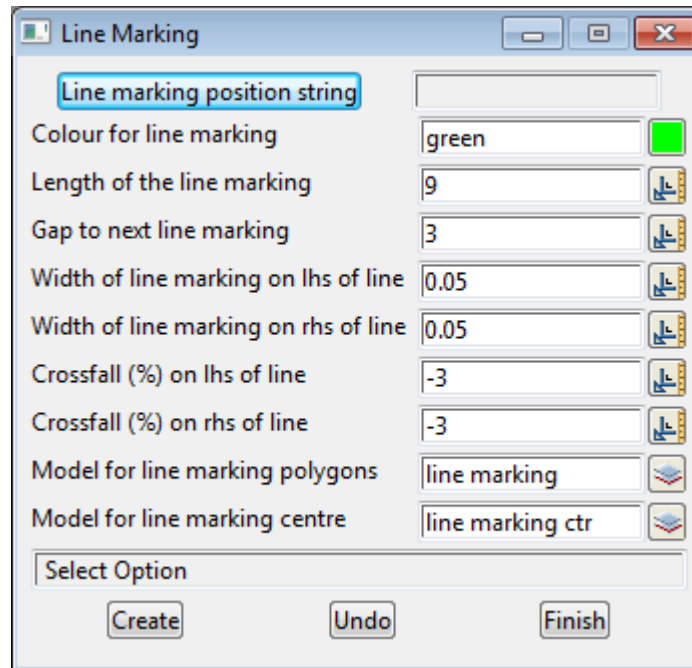 Line Marking
Line marking position string
Colour for line marking green
Length of the line marking 9
Gap to next line marking 3
Width of line marking on lhs of line 0.05
Width of line marking on rhs of line 0.05
Crossfall (%) on lhs of line -3
Crossfall (%) on rhs of line -3
Model for line marking polygons line marking
Model for line marking centre line marking ctr
Select Option
Create Undo Finish